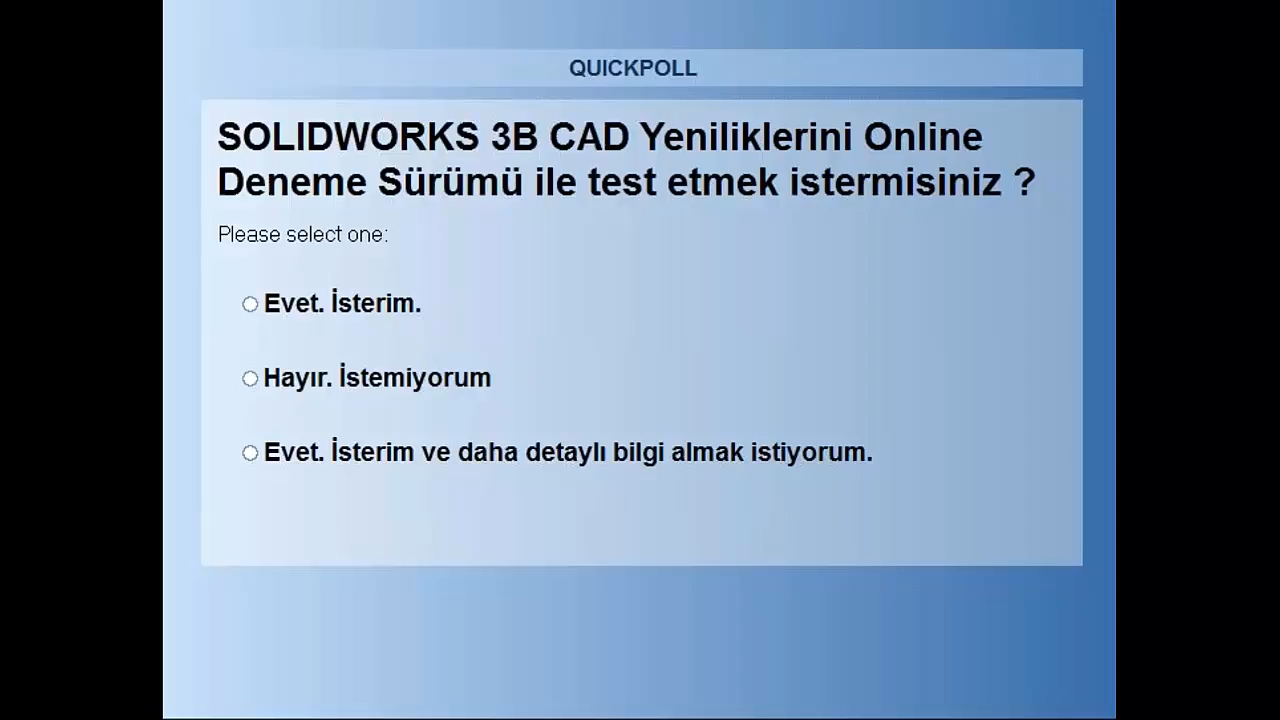 QUICKPOLL
SOLIDWORKS 3B CAD Yeniliklerini Online
Deneme Sürümü ile test etmek istermisiniz ?
Please select one:
Evet. İsterim.
Hayır. İstemiyorum
Evet. İsterim ve daha detaylı bilgi almak istiyorum.